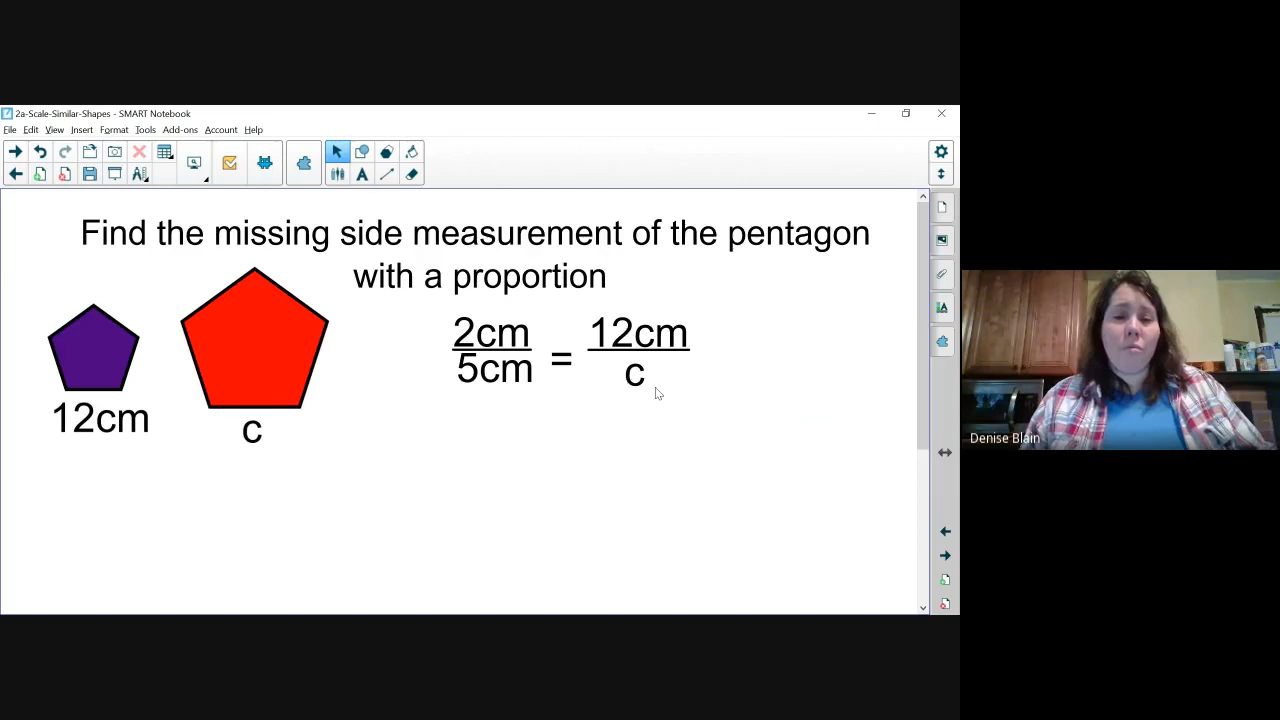 2a-Scale-Similar-Shapes - SMART Notebook
File Edit View Insert Format Tools Add-ons Account Help
Find the missing side measurement of the pentagon
with a proportion
2cm
5cm
=
12cm
c
12cm
c
Denise Blain